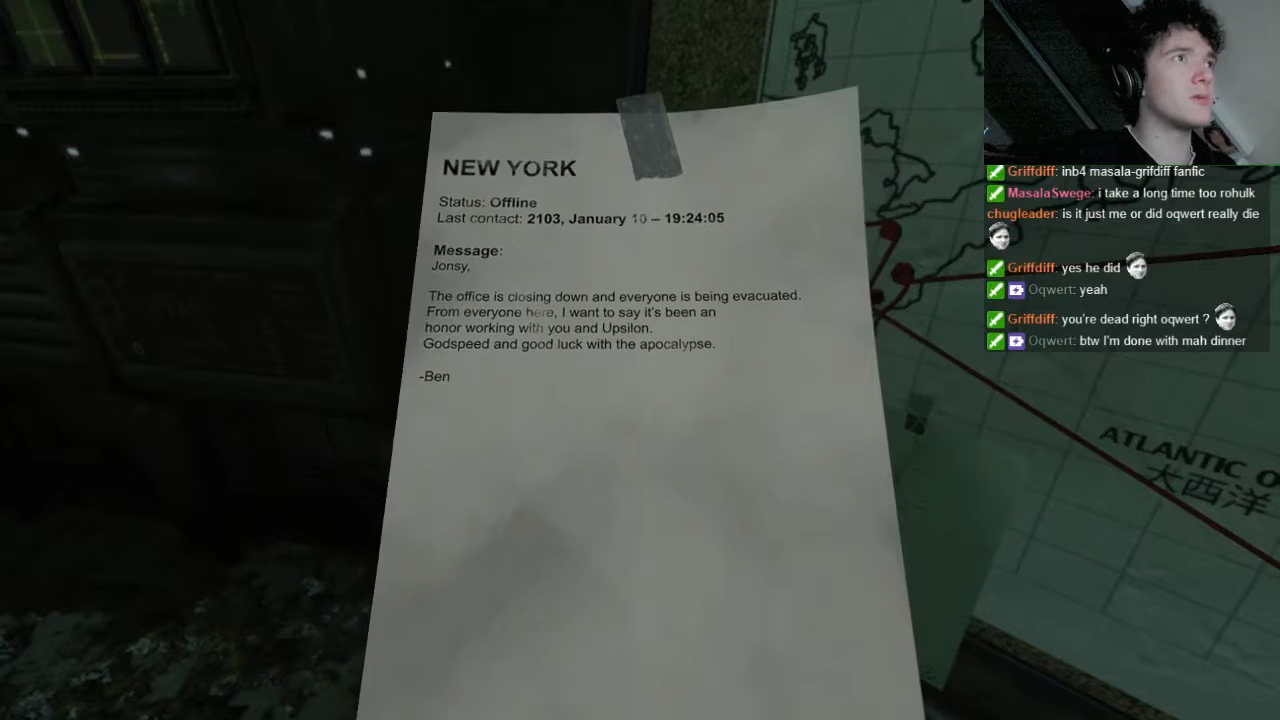 NEW YORK
Status: Offline
Last contact: 2103, January 10 – 19:24:05
Message:
Jonsy,
The office is closing down and everyone is being evacuated.
From everyone here, I want to say it's been an
honor working with you and Upsilon.
Godspeed and good luck with the apocalypse.
-Ben
ATLANTIC O
大西洋
Griffdiff: inb4 masala-grifdiff fanfic
MasalaSwege: i take a long time too rohulk
chugleader: is it just me or did oqwert really die
Griffdiff: yes he did
Oqwert: yeah
Griffdiff: you're dead right oqwert ?
Oqwert: btw I'm done with mah dinner